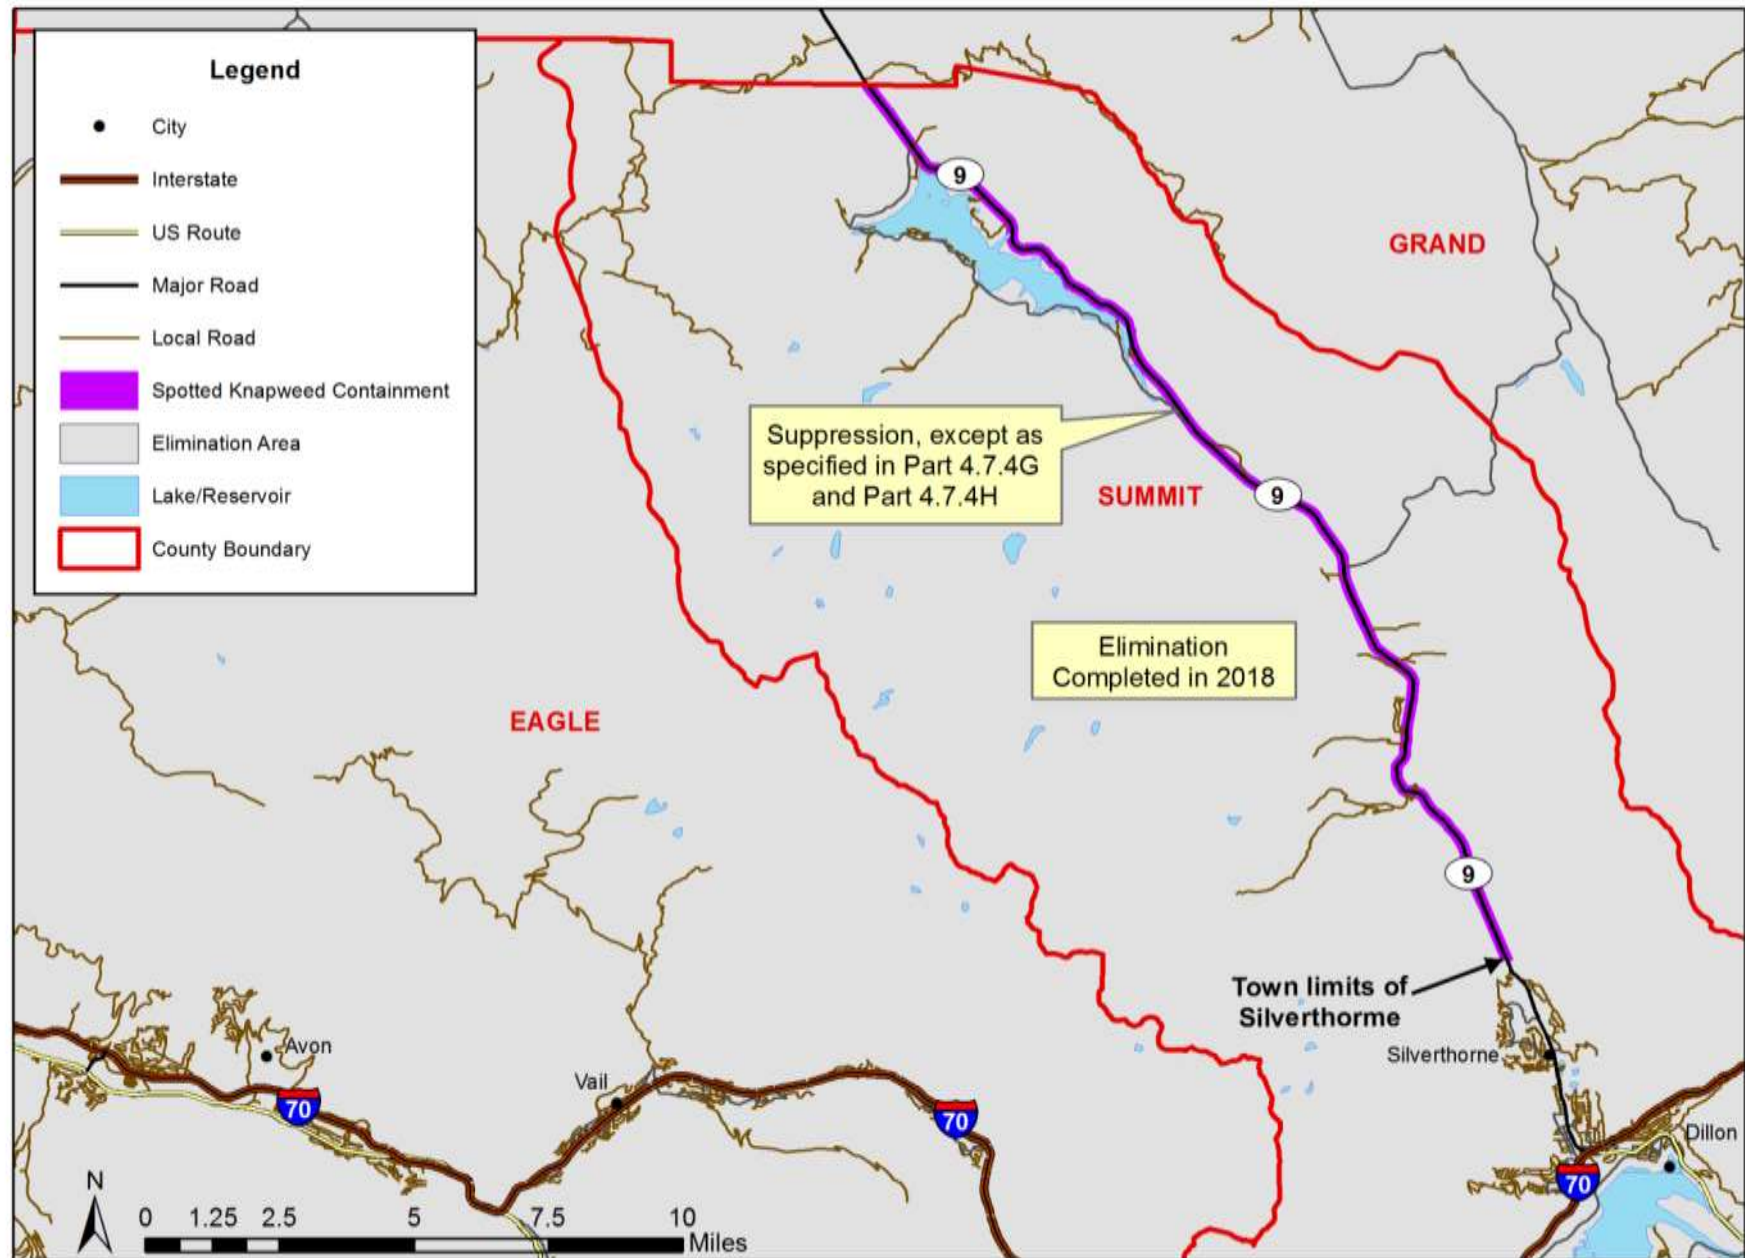 Legend
City
Interstate
US Route
Major Road
Local Road
Spotted Knapweed Containment
Elimination Area
Lake/Reservoir
County Boundary
9
GRAND
Suppression, except as
specified in Part 4.7.4G
and Part 4.7.4H
SUMMIT
9
Elimination
Completed in 2018
EAGLE
9
Town limits of
Silverthorme
Silverthorne
Avon
Vail
70
70
Dillon
70
N
0 1.25 2.5 5 7.5 10
Miles